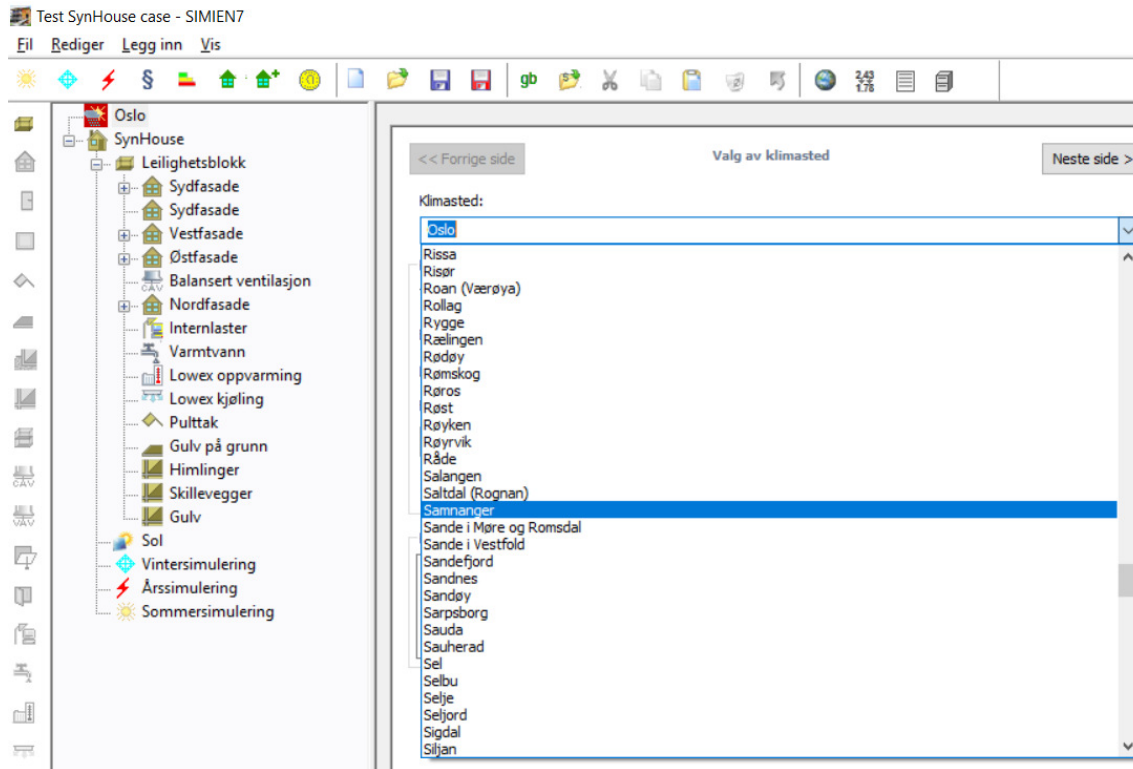 Test SynHouse case - SIMIEN7
Fil Rediger Legg inn Vis
§ gb S 2,43 ÷ 1.76
Oslo
SynHouse
Leilighetsblokk
Sydfasade
Sydfasade
Vestfasade
Østfasade
CAV Balansert ventilasjon
Nordfasade
Internlaster
Varmtvann
Lowex oppvarming
Lowex kjøling
Pulttak
Gulv på grunn
Himlinger
Skillevegger
Gulv
Sol
Vintersimulering
Årssimulering
Sommersimulering
CAV
VAV
<< Forrige side Valg av klimasted Neste side >
Klimasted:
Oslo
Rissa
Risør
Roan (Værøya)
Rollag
Rygge
Rælingen
Rødøy
Rømskog
Røros
Røst
Røyken
Røyrvik
Råde
Salangen
Saltdal (Rognan)
Samnanger
Sande i Møre og Romsdal
Sande i Vestfold
Sandefjord
Sandnes
Sandøy
Sarpsborg
Sauda
Sauherad
Sel
Selbu
Selje
Seljord
Sigdal
Siljan